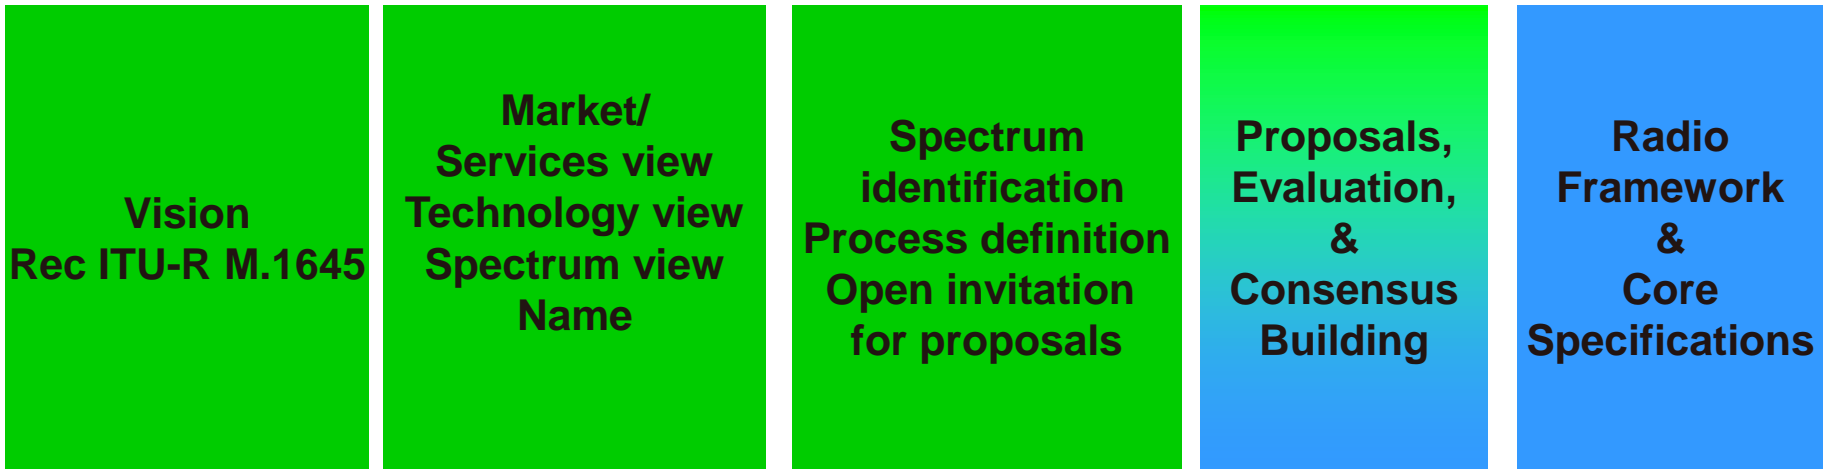 Vision
Rec ITU-R M.1645
Market/
Services view
Technology view
Spectrum view
Name
Spectrum
identification
Process definition
Open invitation
for proposals
Proposals,
Evaluation,
&
Consensus
Building
Radio
Framework
&
Core
Specifications